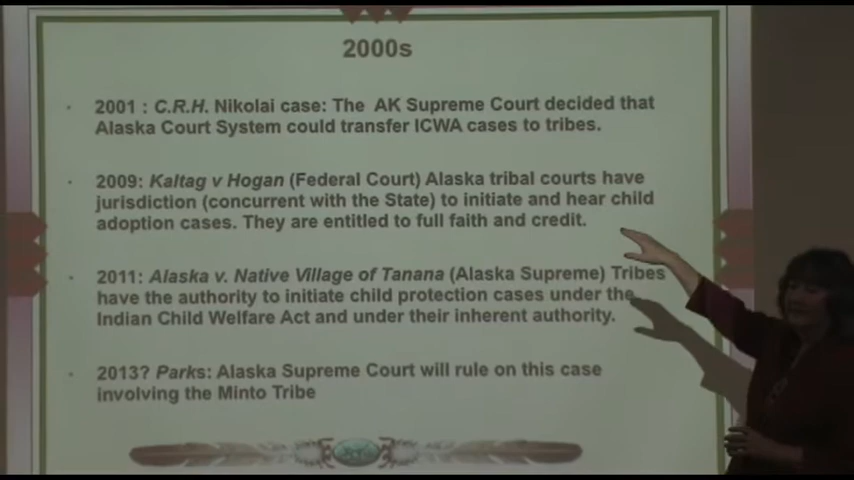 2000s
2001 : C.R.H. Nikolai case: The AK Supreme Court decided that
Alaska Court System could transfer ICWA cases to tribes.
2009: Kaltag v Hogan (Federal Court) Alaska tribal courts have
jurisdiction (concurrent with the State) to initiate and hear child
adoption cases. They are entitled to full faith and credit.
2011: Alaska v. Native Village of Tanana (Alaska Supreme) Tribes
have the authority to initiate child protection cases under the
Indian Child Welfare Act and under their inherent authority.
2013? Parks: Alaska Supreme Court will rule on this case
involving the Minto Tribe